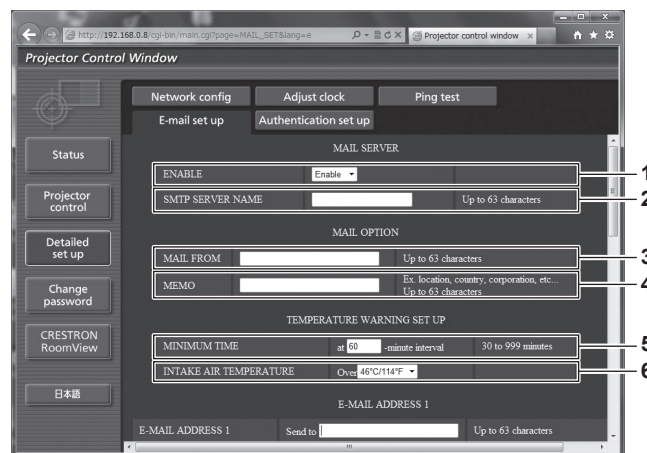 http://192.168.0.8/cgi-bin/main.cgi?page=MAIL_SET&lang=e
Projector control window
Projector Control Window
Network config
Adjust clock
Ping test
E-mail set up
Authentication set up
Status
Projector control
Detailed set up
Change password
CRESTRON RoomView
日本語
MAIL SERVER
ENABLE Enable
1
SMTP SERVER NAME Up to 63 characters
2
MAIL OPTION
MAIL FROM Up to 63 characters
3
MEMO Ex. location, country, corporation, etc...
Up to 63 characters
4
TEMPERATURE WARNING SET UP
MINIMUM TIME at 60 -minute interval 30 to 999 minutes
5
INTAKE AIR TEMPERATURE Over 46°C/114°F
6
E-MAIL ADDRESS 1
E-MAIL ADDRESS 1 Send to Up to 63 characters